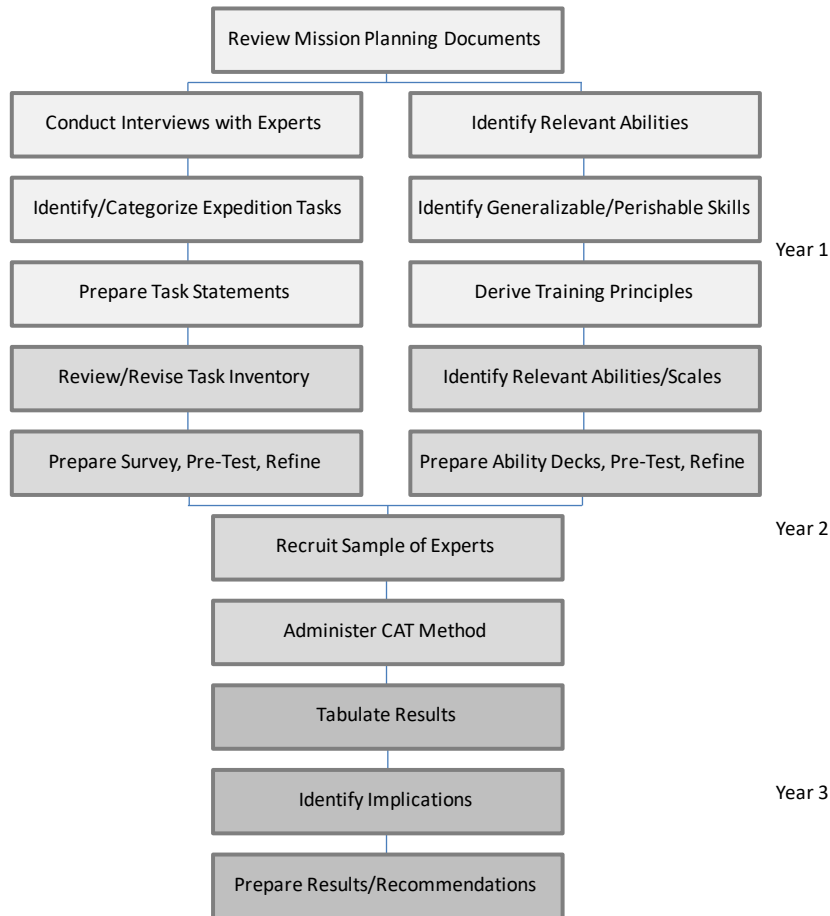 Review Mission Planning Documents
Conduct Interviews with Experts
Identify Relevant Abilities
Identify/Categorize Expedition Tasks
Identify Generalizable/Perishable Skills
Year 1
Prepare Task Statements
Derive Training Principles
Review/Revise Task Inventory
Identify Relevant Abilities/Scales
Prepare Survey, Pre-Test, Refine
Prepare Ability Decks, Pre-Test, Refine
Year 2
Recruit Sample of Experts
Administer CAT Method
Tabulate Results
Identify Implications
Year 3
Prepare Results/Recommendations